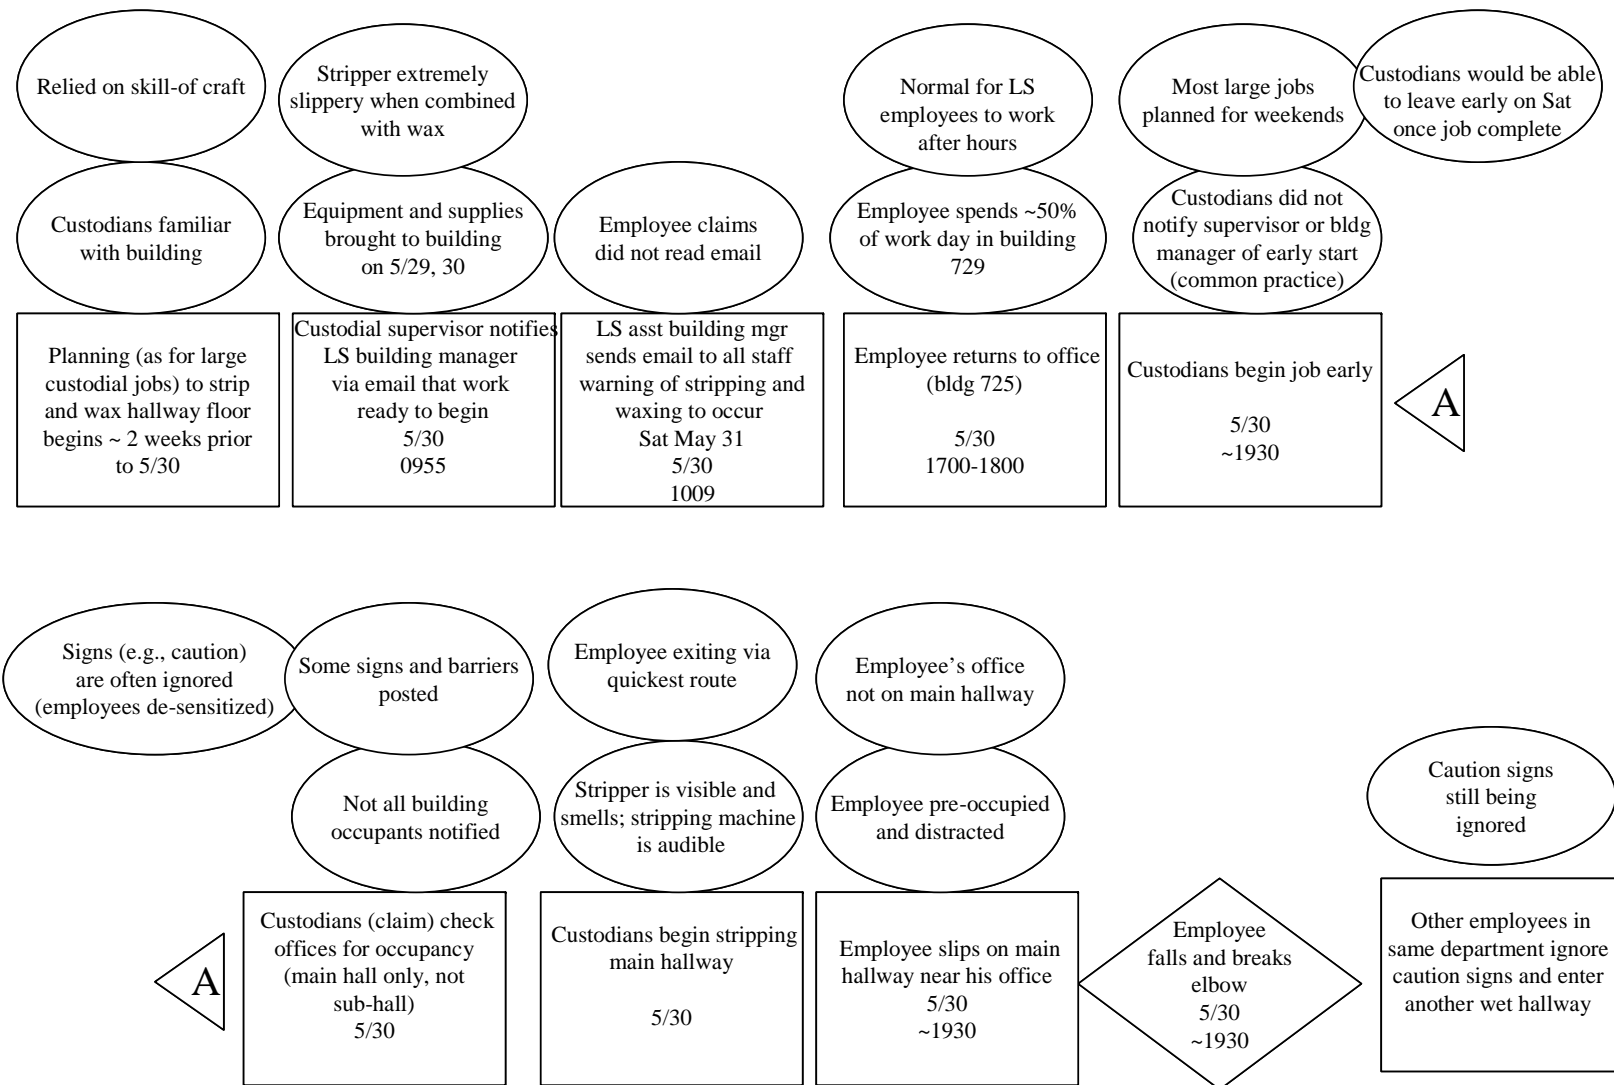 Relied on skill-of craft
Stripper extremely
slippery when combined
with wax
Normal for LS
employees to work
after hours
Most large jobs
planned for weekends
Custodians would be able
to leave early on Sat
once job complete
Custodians familiar
with building
Equipment and supplies
brought to building
on 5/29, 30
Employee claims
did not read email
Employee spends ~50%
of work day in building
729
Custodians did not
notify supervisor or bldg
manager of early start
(common practice)
Planning (as for large
custodial jobs) to strip
and wax hallway floor
begins ~ 2 weeks prior
to 5/30
Custodial supervisor notifies
LS building manager
via email that work
ready to begin
5/30
0955
LS asst building mgr
sends email to all staff
warning of stripping and
waxing to occur
Sat May 31
5/30
1009
Employee returns to office
(bldg 725)
5/30
1700-1800
Custodians begin job early
5/30
~1930
A
Signs (e.g., caution)
are often ignored
(employees de-sensitized)
Some signs and barriers
posted
Employee exiting via
quickest route
Employee’s office
not on main hallway
Not all building
occupants notified
Stripper is visible and
smells; stripping machine
is audible
Employee pre-occupied
and distracted
Caution signs
still being
ignored
A
Custodians (claim) check
offices for occupancy
(main hall only, not
sub-hall)
5/30
Custodians begin stripping
main hallway
5/30
Employee slips on main
hallway near his office
5/30
~1930
Employee
falls and breaks
elbow
5/30
~1930
Other employees in
same department ignore
caution signs and enter
another wet hallway